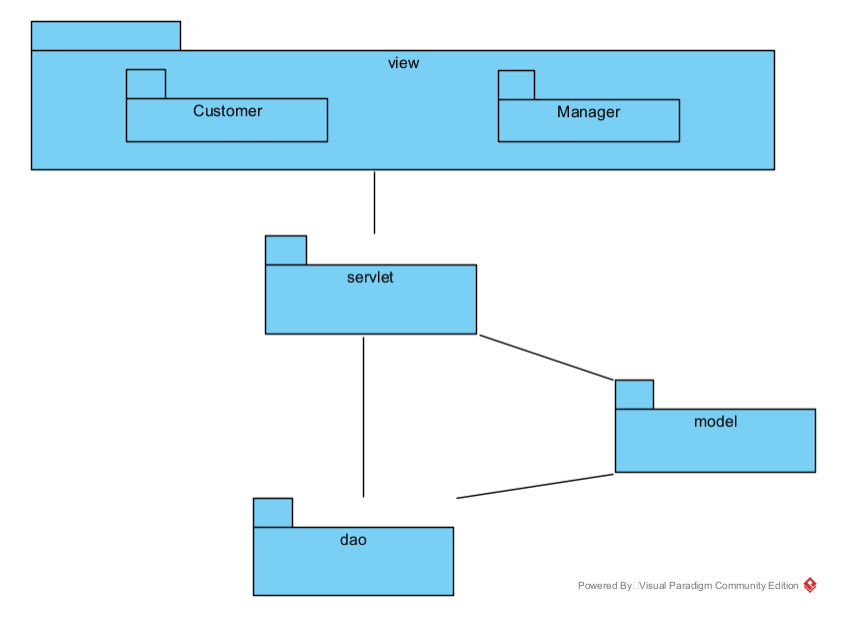 view
Customer
Manager
servlet
model
dao
Powered By Visual Paradigm Community Edition